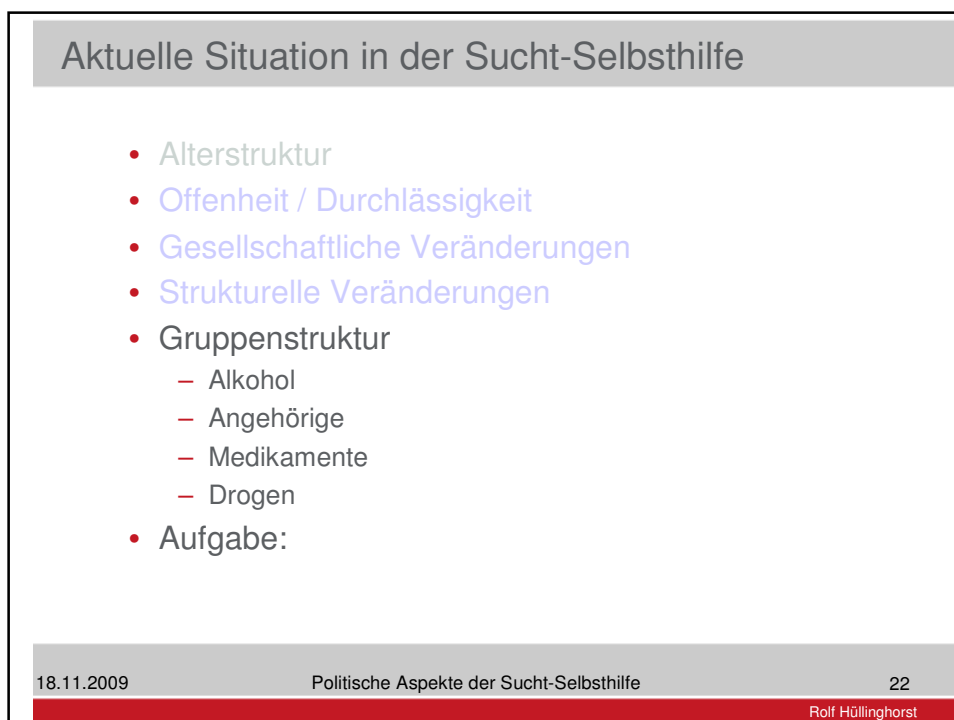 Aktuelle Situation in der Sucht-Selbsthilfe
• Alterstruktur
• Offenheit / Durchlässigkeit
• Gesellschaftliche Veränderungen
• Strukturelle Veränderungen
• Gruppenstruktur
– Alkohol
– Angehörige
– Medikamente
– Drogen
• Aufgabe:
18.11.2009 Politische Aspekte der Sucht-Selbsthilfe 22
Rolf Hüllinghorst